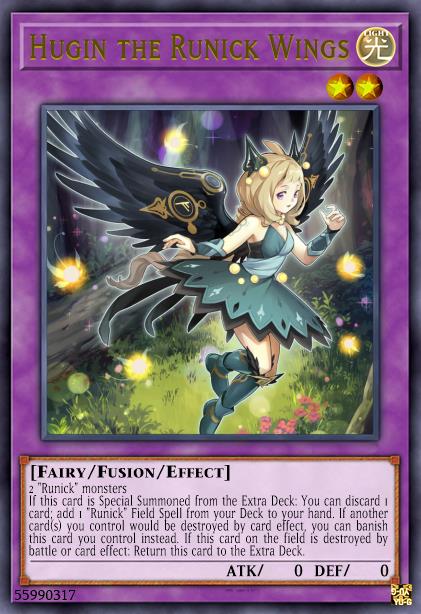 Hugin the Runick Wings
LIGHT
光
[Fairy/Fusion/Effect]
2 "Runick" monsters
If this card is Special Summoned from the Extra Deck: You can discard 1
card; add 1 "Runick" Field Spell from your Deck to your hand. If another
card(s) you control would be destroyed by card effect, you can banish
this card you control instead. If this card on the field is destroyed by
battle or card effect: Return this card to the Extra Deck.
ATK/ 0 DEF/ 0
55990317